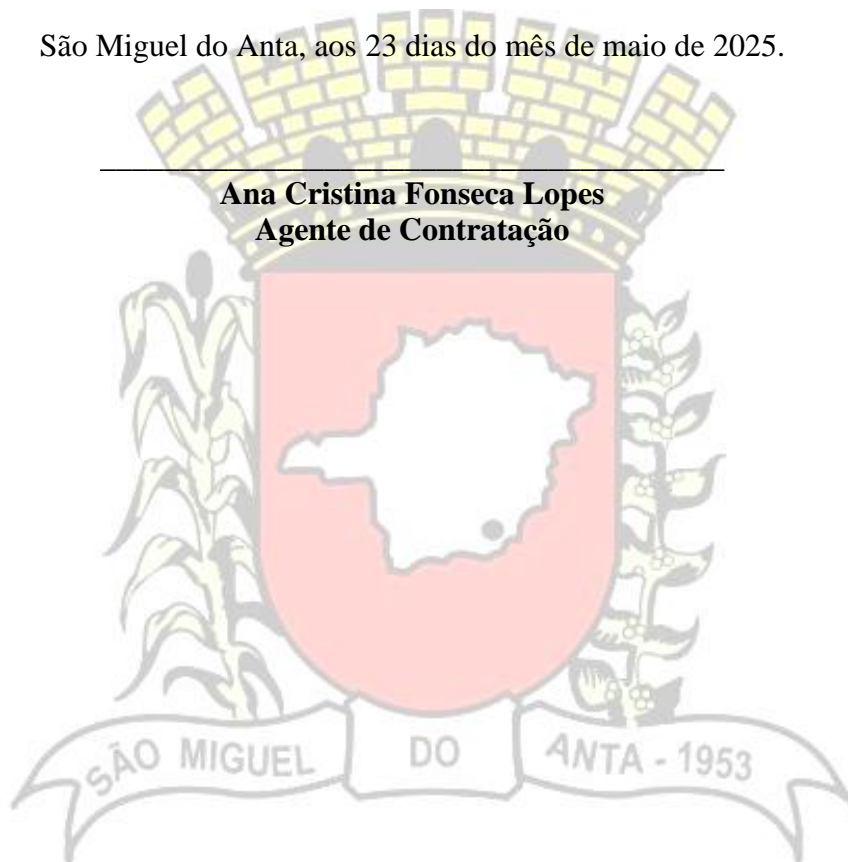 São Miguel do Anta, aos 23 dias do mês de maio de 2025.
_______________________________________
Ana Cristina Fonseca Lopes
Agente de Contratação
SÃO MIGUEL DO ANTA - 1953